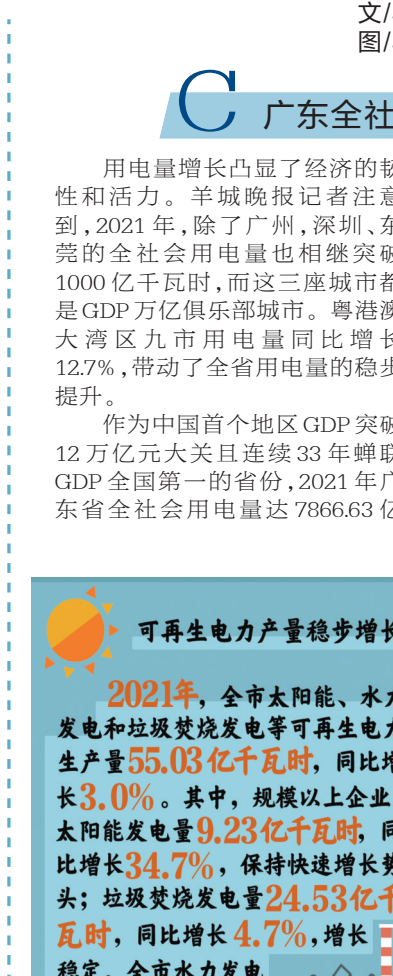 文/
图/
C 广东全社
用电量增长凸显了经济的韧
性和活力。羊城晚报记者注意
到,2021年,除了广州,深圳、东
莞的全社会用电量也相继突破
1000亿千瓦时,而这三座城市都
是GDP万亿俱乐部城市。粤港澳
大湾区九市用电量同比增长
12.7%,带动了全省用电量的稳步
提升。
作为中国首个地区GDP突破
12万亿元大关且连续33年蝉联
GDP全国第一的省份,2021年广
东省全社会用电量达7866.63亿
可再生电力产量稳步增长
2021年，全市太阳能、水力
发电和垃圾焚烧发电等可再生电力
生产量55.03亿千瓦时，同比增
长3.0%。其中，规模以上企业
太阳能发电量9.23亿千瓦时，同
比增长34.7%，保持快速增长势
头；垃圾焚烧发电量24.53亿千
瓦时，同比增长4.7%,增长
稳定。全市水力发电